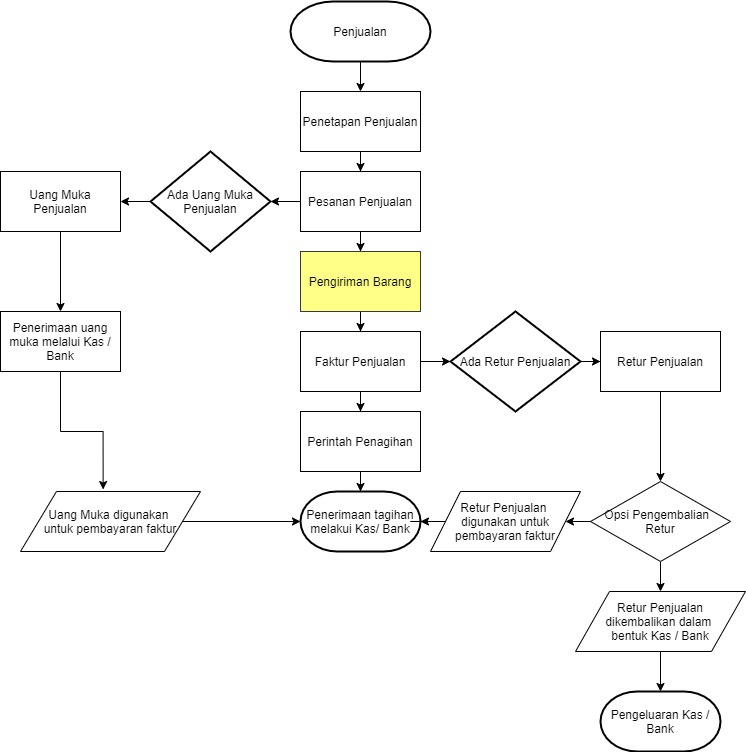 Penjualan
Penetapan Penjualan
Ada Uang Muka
Penjualan
Uang Muka
Penjualan
Pesanan Penjualan
Pengiriman Barang
Penerimaan uang
muka melalui Kas /
Bank
Faktur Penjualan
Ada Retur Penjualan
Retur Penjualan
Perintah Penagihan
Uang Muka digunakan
untuk pembayaran faktur
Penerimaan tagihan
melakui Kas/ Bank
Retur Penjualan
digunakan untuk
pembayaran faktur
Opsi Pengembalian
Retur
Retur Penjualan
dikembalikan dalam
bentuk Kas / Bank
Pengeluaran Kas /
Bank